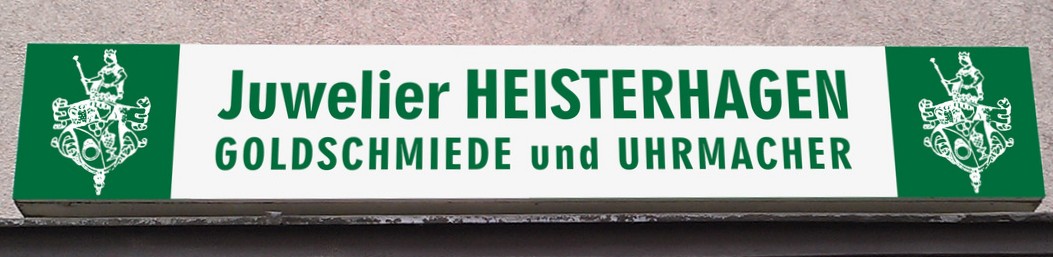 Juwelier HEISTERHAGEN
GOLDSCHMIEDE und UHRMACHER